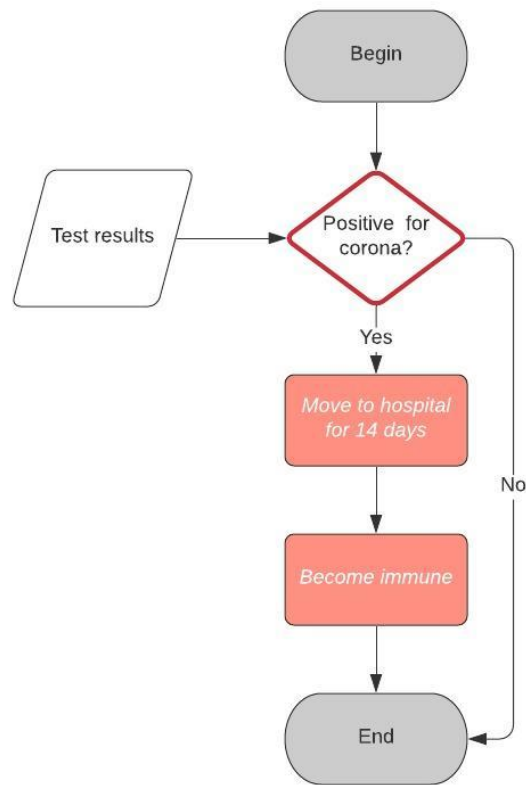 Begin
Test results
Positive for
corona?
Yes
Move to hospital
for 14 days
No
Become immune
End